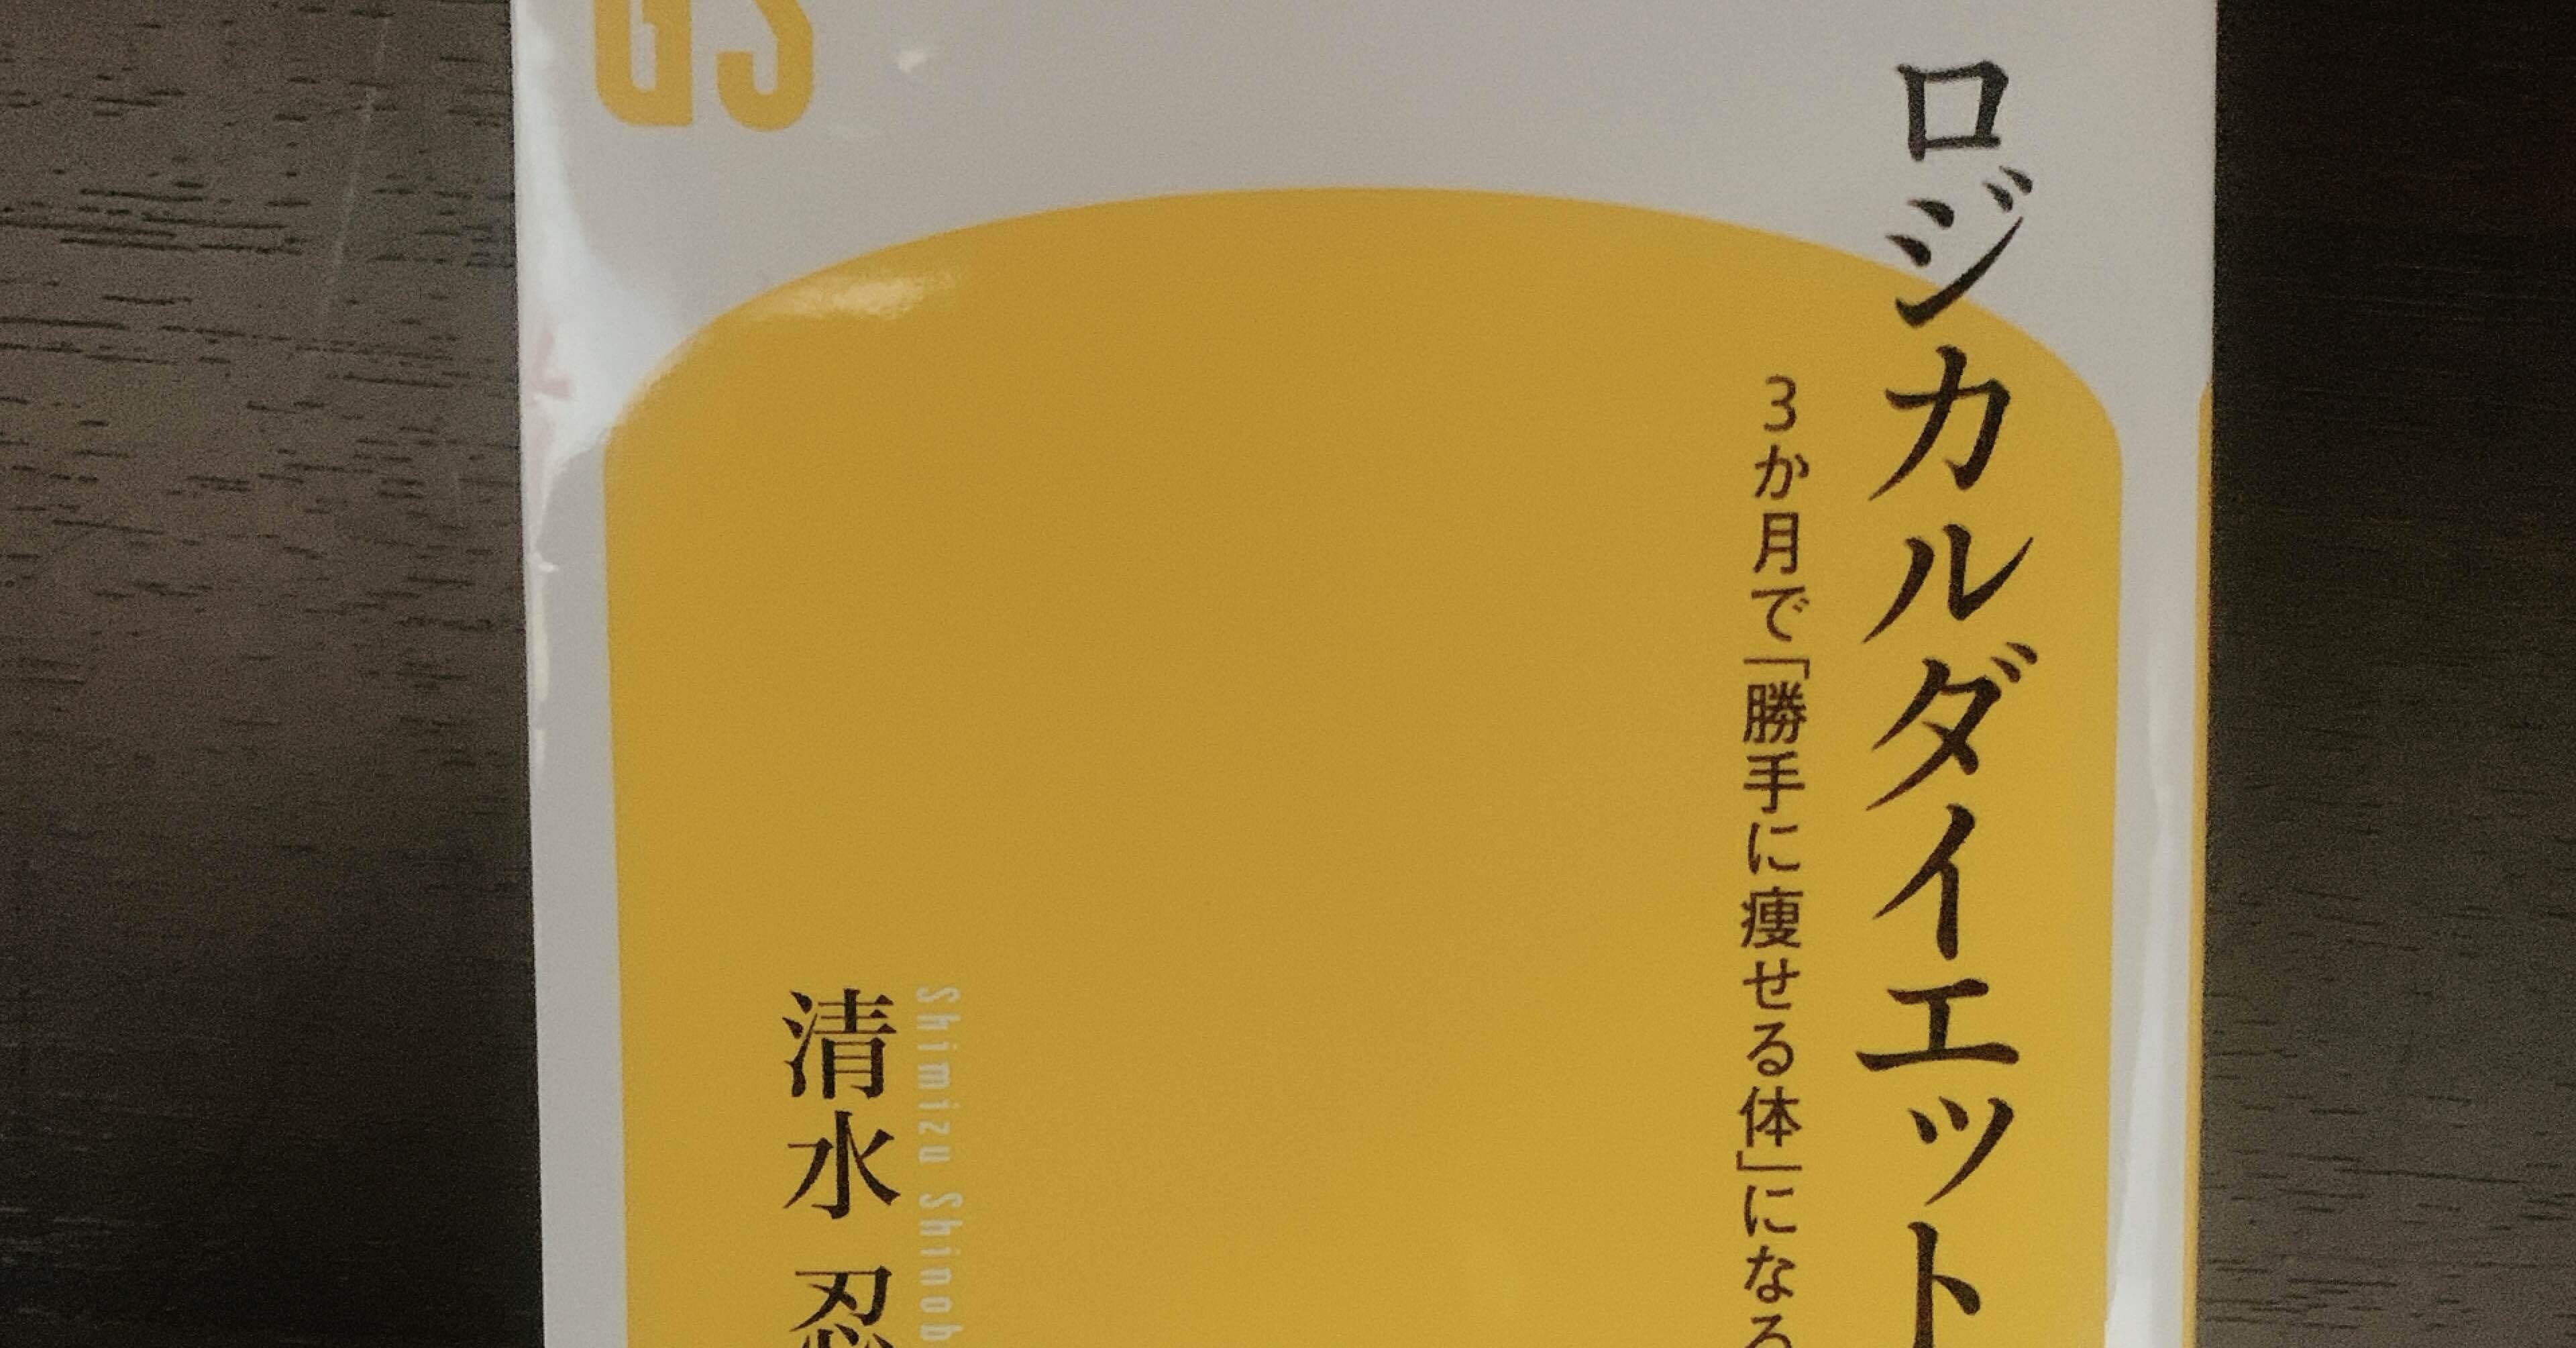 GS
ロジカルダイエット
3か月で「勝手に痩せる体」になる
Shimizu Shinob
清水 忍